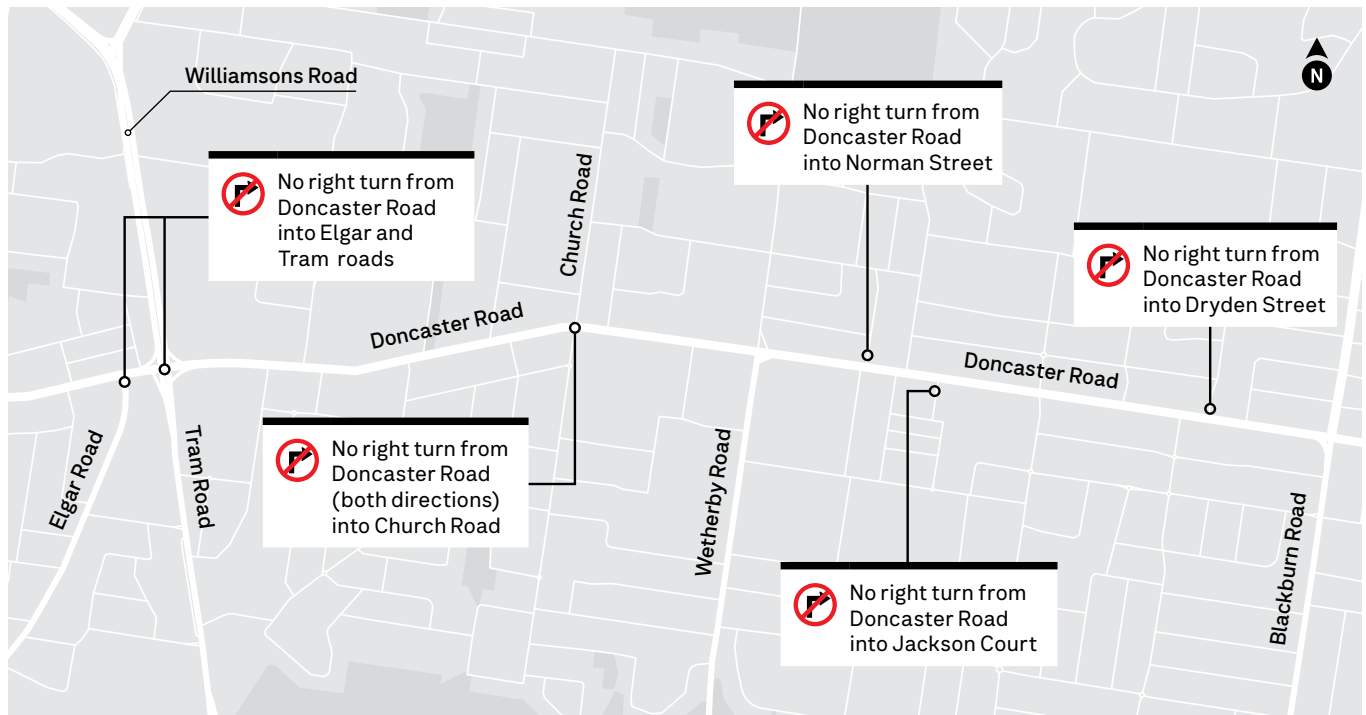 Williamsons Road
N
No right turn from
Doncaster Road
into Norman Street
No right turn from
Doncaster Road
into Elgar and
Tram roads
Church Road
No right turn from
Doncaster Road
into Dryden Street
Doncaster Road
Doncaster Road
No right turn from
Doncaster Road
(both directions)
into Church Road
Elgar Road
Tram Road
Wetherby Road
Blackburn Road
No right turn from
Doncaster Road
into Jackson Court